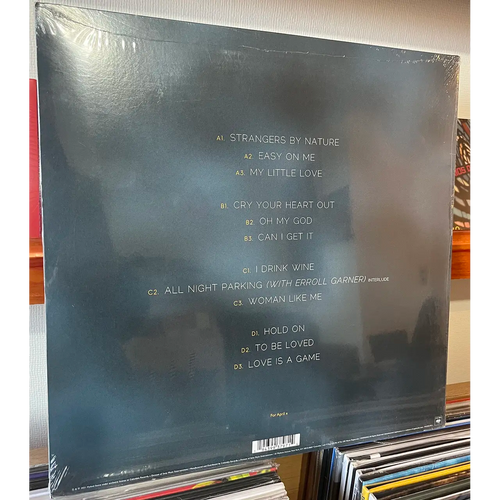 A1. STRANGERS BY NATURE
A2. EASY ON ME
A3. MY LITTLE LOVE
B1. CRY YOUR HEART OUT
B2. OH MY GOD
B3. CAN I GET IT
C1. I DRINK WINE
C2. ALL NIGHT PARKING (WITH ERROLL GARNER) INTERLUDE
C3. WOMAN LIKE ME
D1. HOLD ON
D2. TO BE LOVED
D3. LOVE IS A GAME